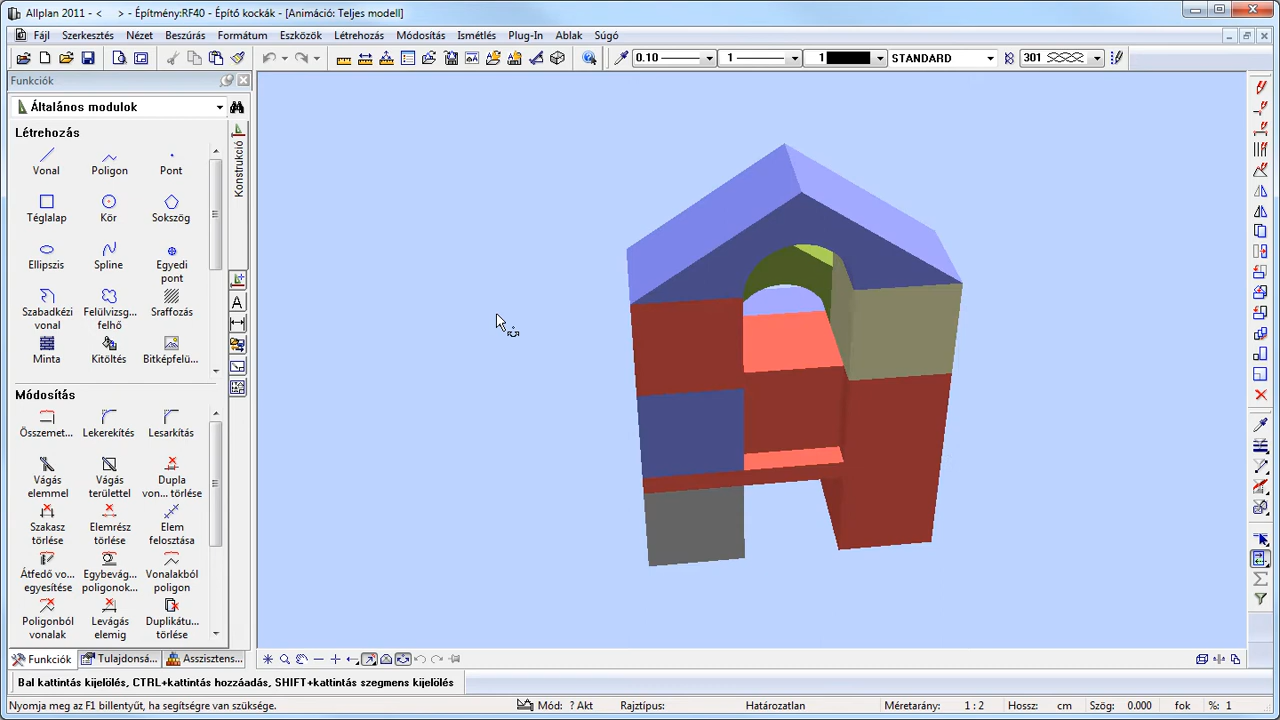 Allplan 2011 - < > - Építmény:RF40 - Építő kockák - [Animáció: Teljes modell]
Fájl Szerkesztés Nézet Beszúrás Formátum Eszközök Létrehozás Módosítás Ismétlés Plug-In Ablak Súgó
0.10 1 1 STANDARD 301
Funkciók
Általános modulok
Létrehozás
Vonal Poligon Pont
Téglalap Kör Sokszög
Ellipszis Spline Egyedi pont
Szabadkézi vonal Felülvizsg... felhő Sraffozás
Minta Kitöltés Bitképfelü...
Konstrukció
Módosítás
Összemet... Lekerekítés Lesarkítás
Vágás elemmel Vágás területtel Dupla von... törlése
Szakasz törlése Elemrész törlése Elem felosztása
Átfedő vo... egyesítése Egybevág... poligonok... Vonalakból poligon
Poligonból vonalak Levágás elemig Duplikátu... törlése
Funkciók Tulajdonsá... Asszisztens...
Bal kattintás kijelölés, CTRL+kattintás hozzáadás, SHIFT+kattintás szegmens kijelölés
Nyomja meg az F1 billentyűt, ha segítségre van szüksége. Mód: ? Akt Rajztípus: Határozatlan Méretarány: 1 : 2 Hossz: cm Szög: 0.000 fok %: 1